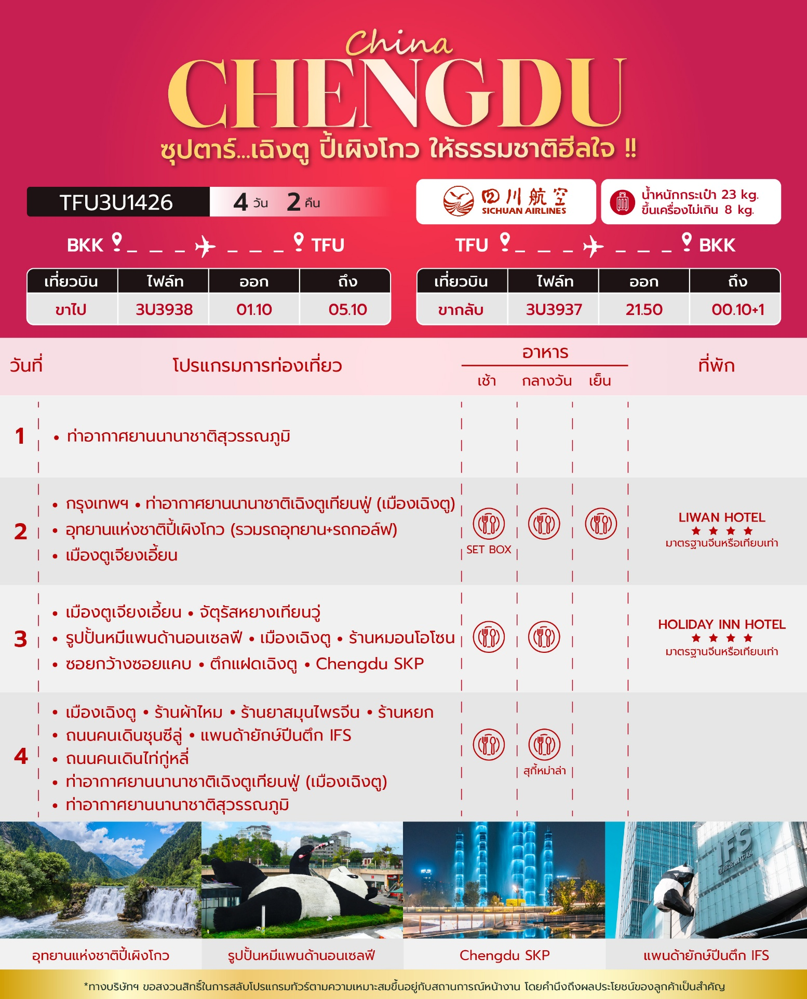 China
CHENGDU
ซุปตาร์...เฉิงตู ปี้เผิงโกว ให้ธรรมชาติฮีลใจ !!
TFU3U1426 4 วัน 2 คืน
四川航空
SICHUAN AIRLINES
น้ำหนักกระเป๋า 23 kg.
ขึ้นเครื่องไม่เกิน 8 kg.
BKK TFU
เที่ยวบิน ไฟล์ท ออก ถึง
ขาไป 3U3938 01.10 05.10
TFU BKK
เที่ยวบิน ไฟล์ท ออก ถึง
ขากลับ 3U3937 21.50 00.10+1
วันที่ โปรแกรมการท่องเที่ยว อาหาร ที่พัก
เช้า กลางวัน เย็น
1
• ท่าอากาศยานนานาชาติสุวรรณภูมิ
2
• กรุงเทพฯ • ท่าอากาศยานนานาชาติเฉิงตูเทียนฟู่ (เมืองเฉิงตู)
• อุทยานแห่งชาติปี้เผิงโกว (รวมรถอุทยาน+รถกอล์ฟ)
• เมืองตูเจียงเอี้ยน
SET BOX
LIWAN HOTEL
มาตรฐานจีนหรือเทียบเท่า
3
• เมืองตูเจียงเอี้ยน • จัตุรัสหยางเทียนวู่
• รูปปั้นหมีแพนด้านอนเซลฟี • เมืองเฉิงตู • ร้านหมอนโอโซน
• ซอยกว้างซอยแคบ • ตึกแฝดเฉิงตู • Chengdu SKP
HOLIDAY INN HOTEL
มาตรฐานจีนหรือเทียบเท่า
4
• เมืองเฉิงตู • ร้านผ้าไหม • ร้านยาสมุนไพรจีน • ร้านหยก
• ถนนคนเดินชุนซีลู่ • แพนด้ายักษ์ปีนตึก IFS
• ถนนคนเดินไท่กู่หลี่
• ท่าอากาศยานนานาชาติเฉิงตูเทียนฟู่ (เมืองเฉิงตู)
• ท่าอากาศยานนานาชาติสุวรรณภูมิ
สุกี้หม่าล่า
IFS
อุทยานแห่งชาติปี้เผิงโกว
รูปปั้นหมีแพนด้านอนเซลฟี
Chengdu SKP
แพนด้ายักษ์ปีนตึก IFS
*ทางบริษัทฯ ขอสงวนสิทธิ์ในการสลับโปรแกรมทัวร์ตามความเหมาะสมขึ้นอยู่กับสถานการณ์หน้างาน โดยคำนึงถึงผลประโยชน์ของลูกค้าเป็นสำคัญ